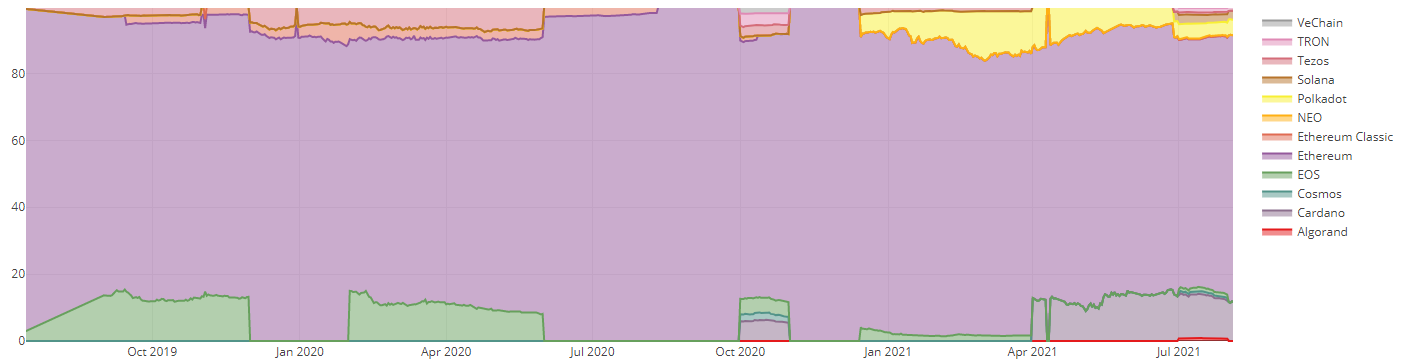 80
60
40
20
0
Oct 2019
Jan 2020
Apr 2020
Jul 2020
Oct 2020
Jan 2021
Apr 2021
Jul 2021
VeChain
TRON
Tezos
Solana
Polkadot
NEO
Ethereum Classic
Ethereum
EOS
Cosmos
Cardano
Algorand